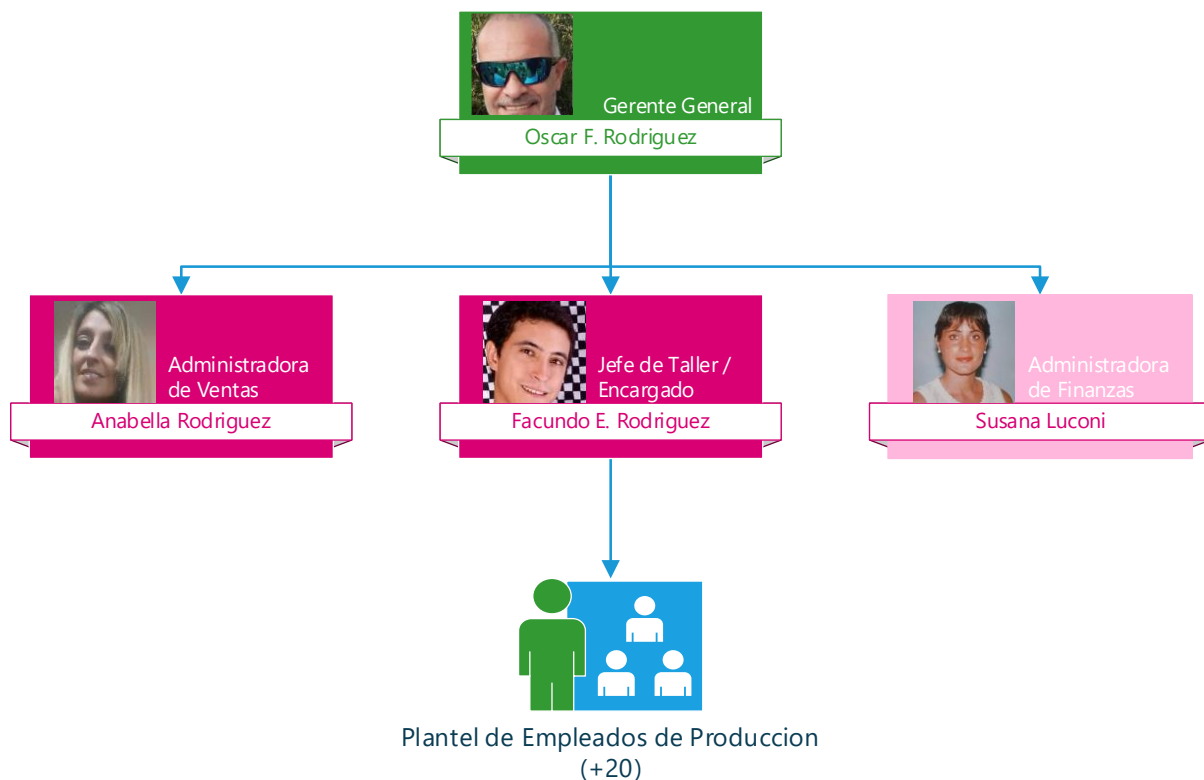 Gerente General
Oscar F. Rodriguez
Administradora
de Ventas
Anabella Rodriguez
Jefe de Taller /
Encargado
Facundo E. Rodriguez
Administradora
de Finanzas
Susana Luconi
Plantel de Empleados de Produccion
(+20)